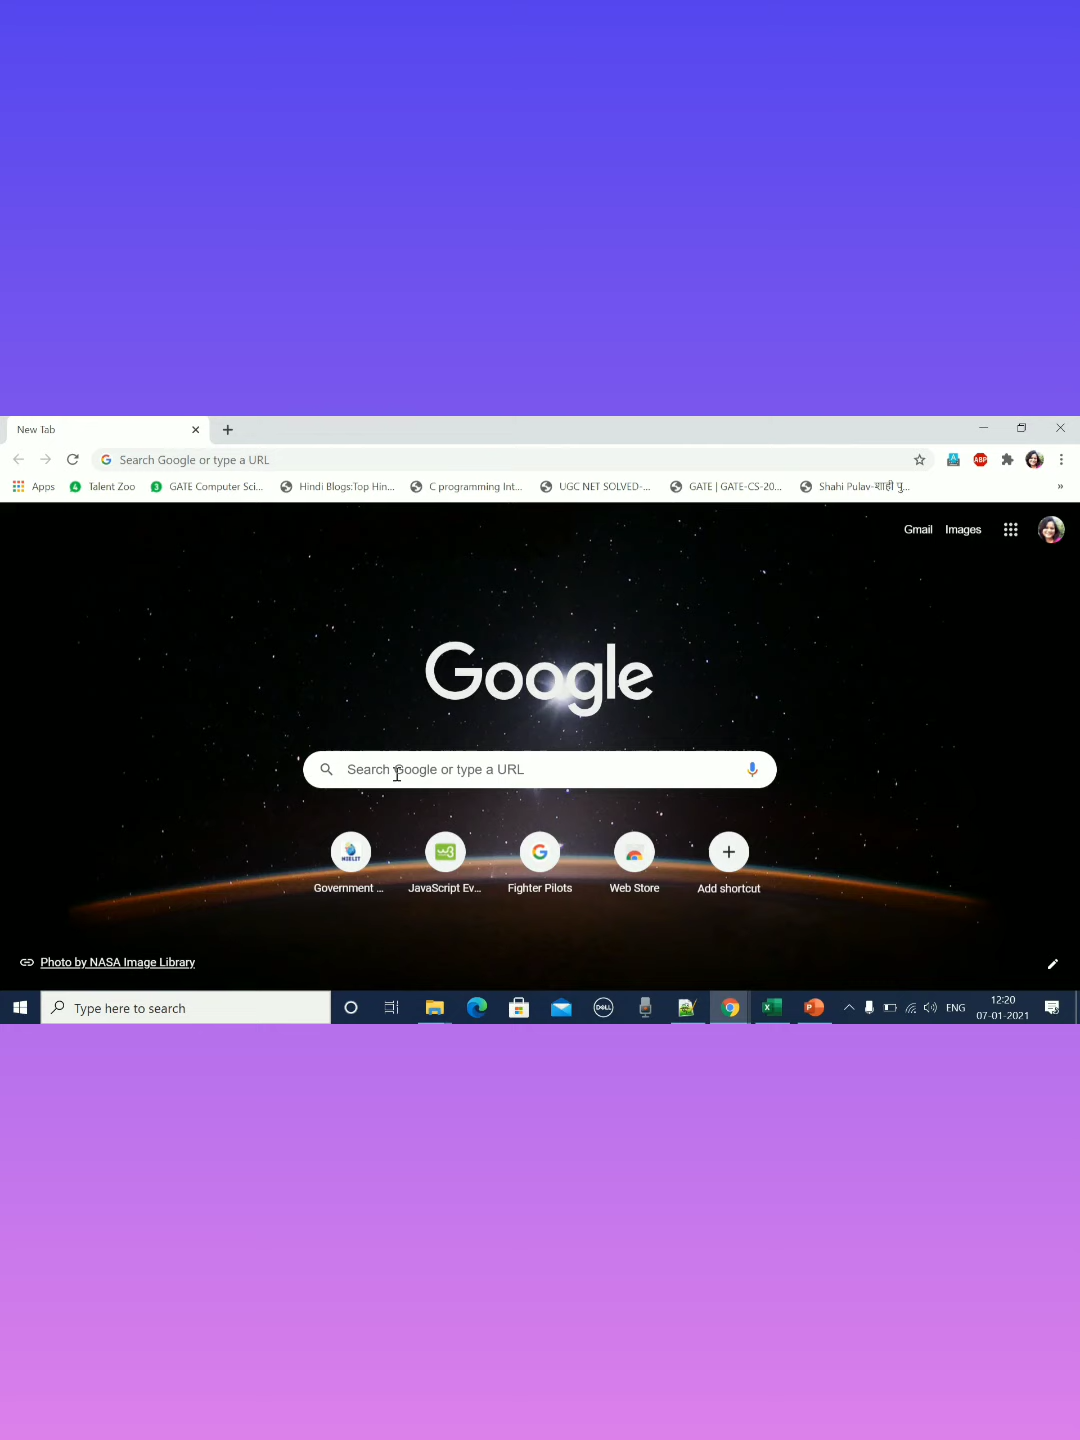 New Tab
Search Google or type a URL
Apps
Talent Zoo
GATE Computer Sci...
Hindi Blogs:Top Hin...
C programming Int...
UGC NET SOLVED-...
GATE | GATE-CS-20...
Shahi Pulav-शाही पु...
Gmail Images
Google
Search Google or type a URL
NIELIT
Government ...
JavaScript Ev...
Fighter Pilots
Web Store
Add shortcut
Photo by NASA Image Library
Type here to search
DELL
ENG
12:20
07-01-2021